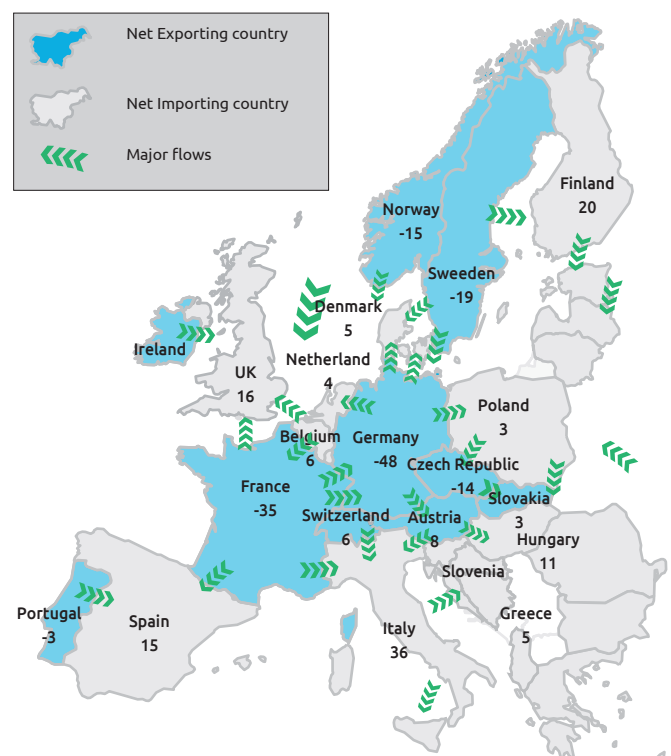 Net Exporting country
Net Importing country
Major flows
Finland
20
Norway
-15
Sweeden
-19
Denmark
5
Ireland
Netherland
4
UK
16
Poland
3
Belgium
6
Germany
-48
Czech Republic
-14
France
-35
Slovakia
3
Switzerland
6
Austria
8
Hungary
11
Slovenia
Portugal
-3
Spain
15
Italy
36
Greece
5